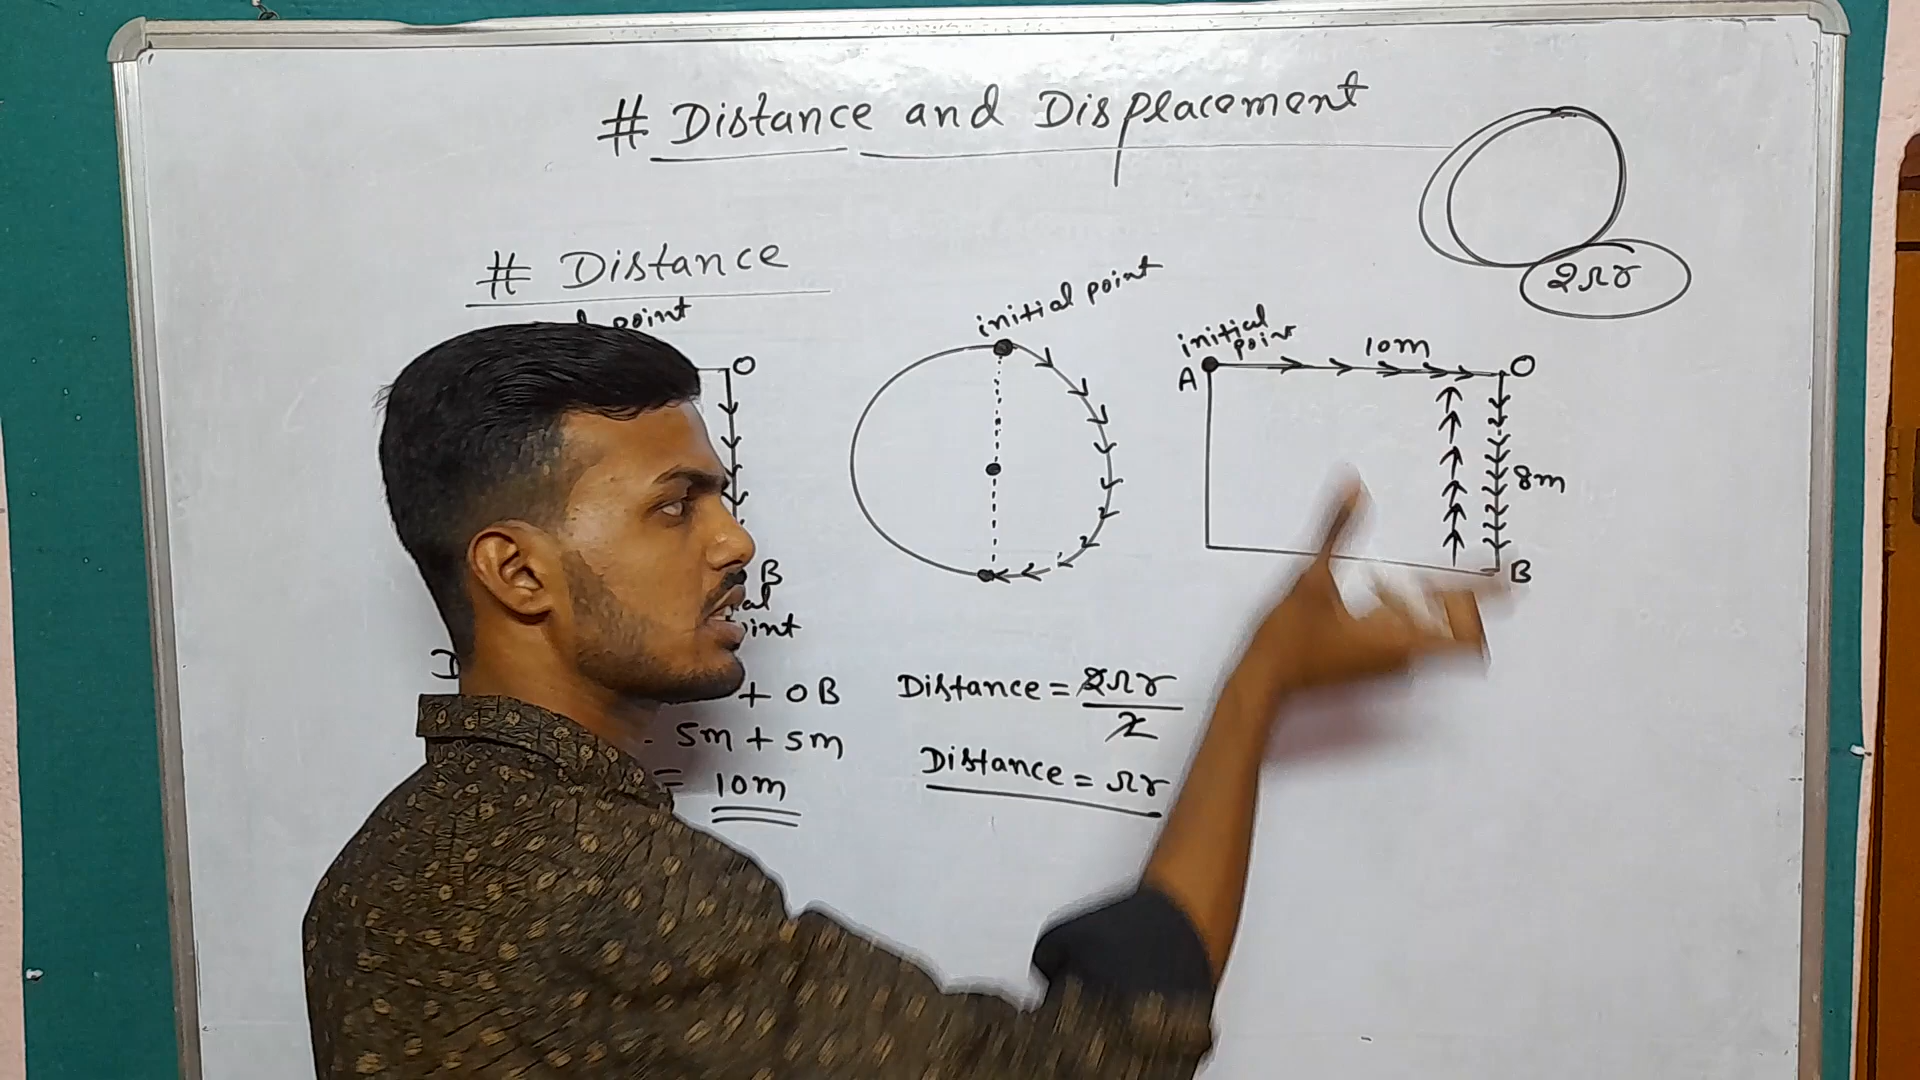 # Distance and Displacement
2πr
# Distance
point
O
B
int
+ OB
5m + 5m
= 10m
initial point
Distance = 2πr
2
Distance = πr
initial
point
A
10m
O
8m
B